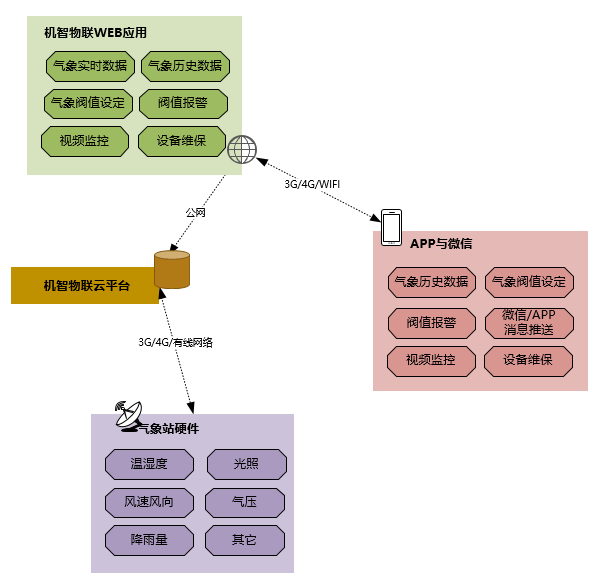 机智物联WEB应用
气象实时数据
气象历史数据
气象阀值设定
阀值报警
视频监控
设备维保
3G/4G/WIFI
公网
APP与微信
机智物联云平台
气象历史数据
气象阀值设定
阀值报警
微信/APP
消息推送
视频监控
设备维保
3G/4G/有线网络
气象站硬件
温湿度
光照
风速风向
气压
降雨量
其它